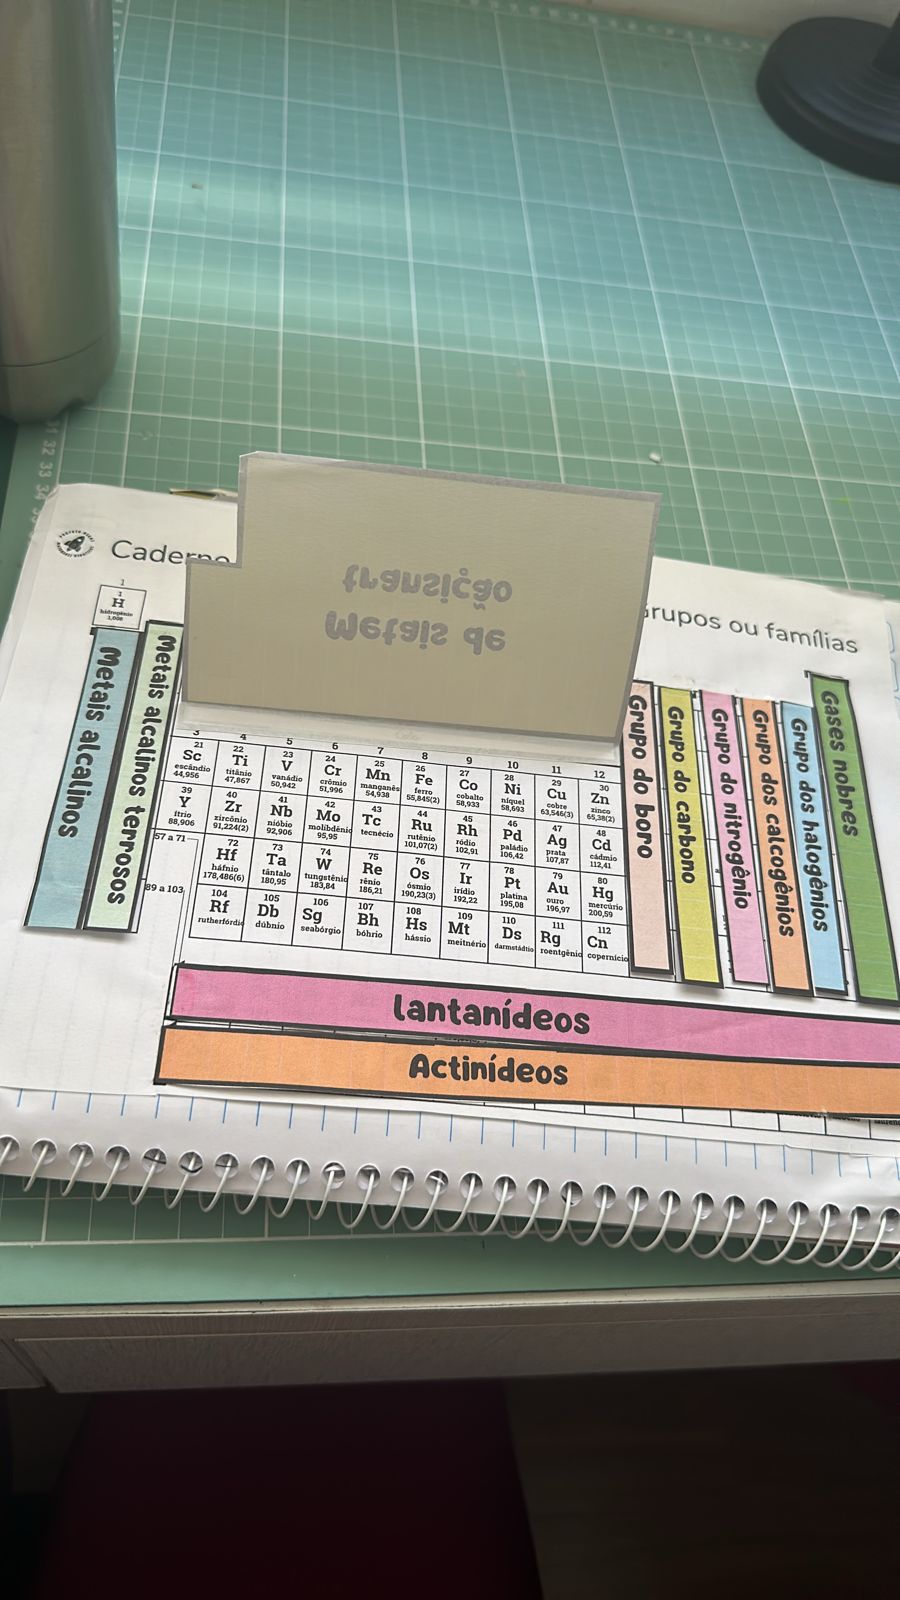 Caderno
Grupos ou famílias
transição
Metais de
1
1
H
hidrogênio
1,008
Metais alcalinos
Metais alcalinos terrosos
3 4 5 6 7 8 9 10 11 12
21 22 23 24 25 26 27 28 29 30
Sc Ti V Cr Mn Fe Co Ni Cu Zn
escândio titânio vanádio crômio manganês ferro cobalto níquel cobre zinco
44,956 47,867 50,942 51,996 54,938 55,845(2) 58,933 58,693 63,546(3) 65,38(2)
39 40 41 42 43 44 45 46 47 48
Y Zr Nb Mo Tc Ru Rh Pd Ag Cd
ítrio zircônio nióbio molibdênio tecnécio rutênio ródio paládio prata cádmio
88,906 91,224(2) 92,906 95,95 101,07(2) 102,91 106,42 107,87 112,41
57 a 71 72 73 74 75 76 77 78 79 80
Hf Ta W Re Os Ir Pt Au Hg
háfnio tântalo tungstênio rênio ósmio irídio platina ouro mercúrio
178,486(6) 180,95 183,84 186,21 190,23(3) 192,22 195,08 196,97 200,59
89 a 103 104 105 106 107 108 109 110 111 112
Rf Db Sg Bh Hs Mt Ds Rg Cn
rutherfórdio dúbnio seabórgio bóhrio hássio meitnério darmstádtio roentgênio copernício
Grupo do boro
Grupo do carbono
Grupo do nitrogênio
Grupo dos calcogênios
Grupo dos halogênios
Gases nobres
Lantanídeos
Actinídeos
31 32 33 34